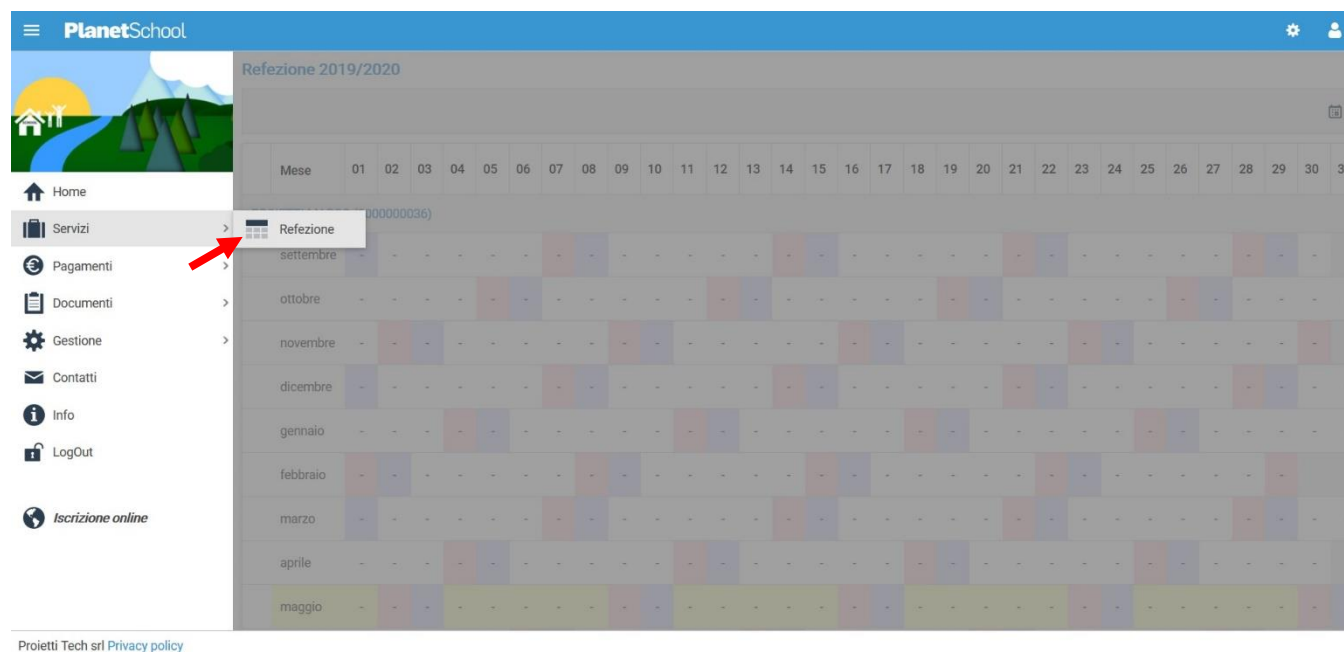 PlanetSchool
Refezione 2019/2020
Mese 01 02 03 04 05 06 07 08 09 10 11 12 13 14 15 16 17 18 19 20 21 22 23 24 25 26 27 28 29 30
Home
000000036)
Servizi > Refezione
settembre - - - - - - - - - - - - - - - - - - - - - - - - - - - - - -
Pagamenti >
ottobre - - - - - - - - - - - - - - - - - - - - - - - - - - - - - -
Documenti >
novembre - - - - - - - - - - - - - - - - - - - - - - - - - - - - - -
Gestione >
dicembre - - - - - - - - - - - - - - - - - - - - - - - - - - - - - -
Contatti
Info
gennaio - - - - - - - - - - - - - - - - - - - - - - - - - - - - - -
LogOut
febbraio - - - - - - - - - - - - - - - - - - - - - - - - - - - - -
Iscrizione online
marzo - - - - - - - - - - - - - - - - - - - - - - - - - - - - - -
aprile - - - - - - - - - - - - - - - - - - - - - - - - - - - - - -
maggio - - - - - - - - - - - - - - - - - - - - - - - - - - - - - -
Proietti Tech srl Privacy policy